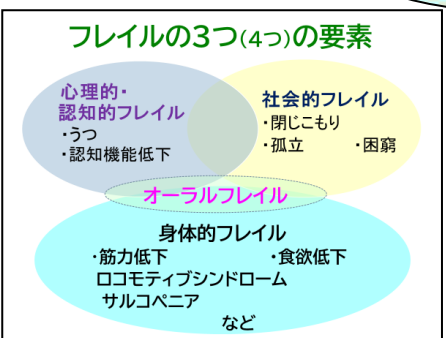 フレイルの3つ(4つ)の要素
心理的・
認知的フレイル
・うつ
・認知機能低下
社会的フレイル
・閉じこもり
・孤立　・困窮
オーラルフレイル
身体的フレイル
・筋力低下　・食欲低下
ロコモティブシンドローム
サルコペニア
など